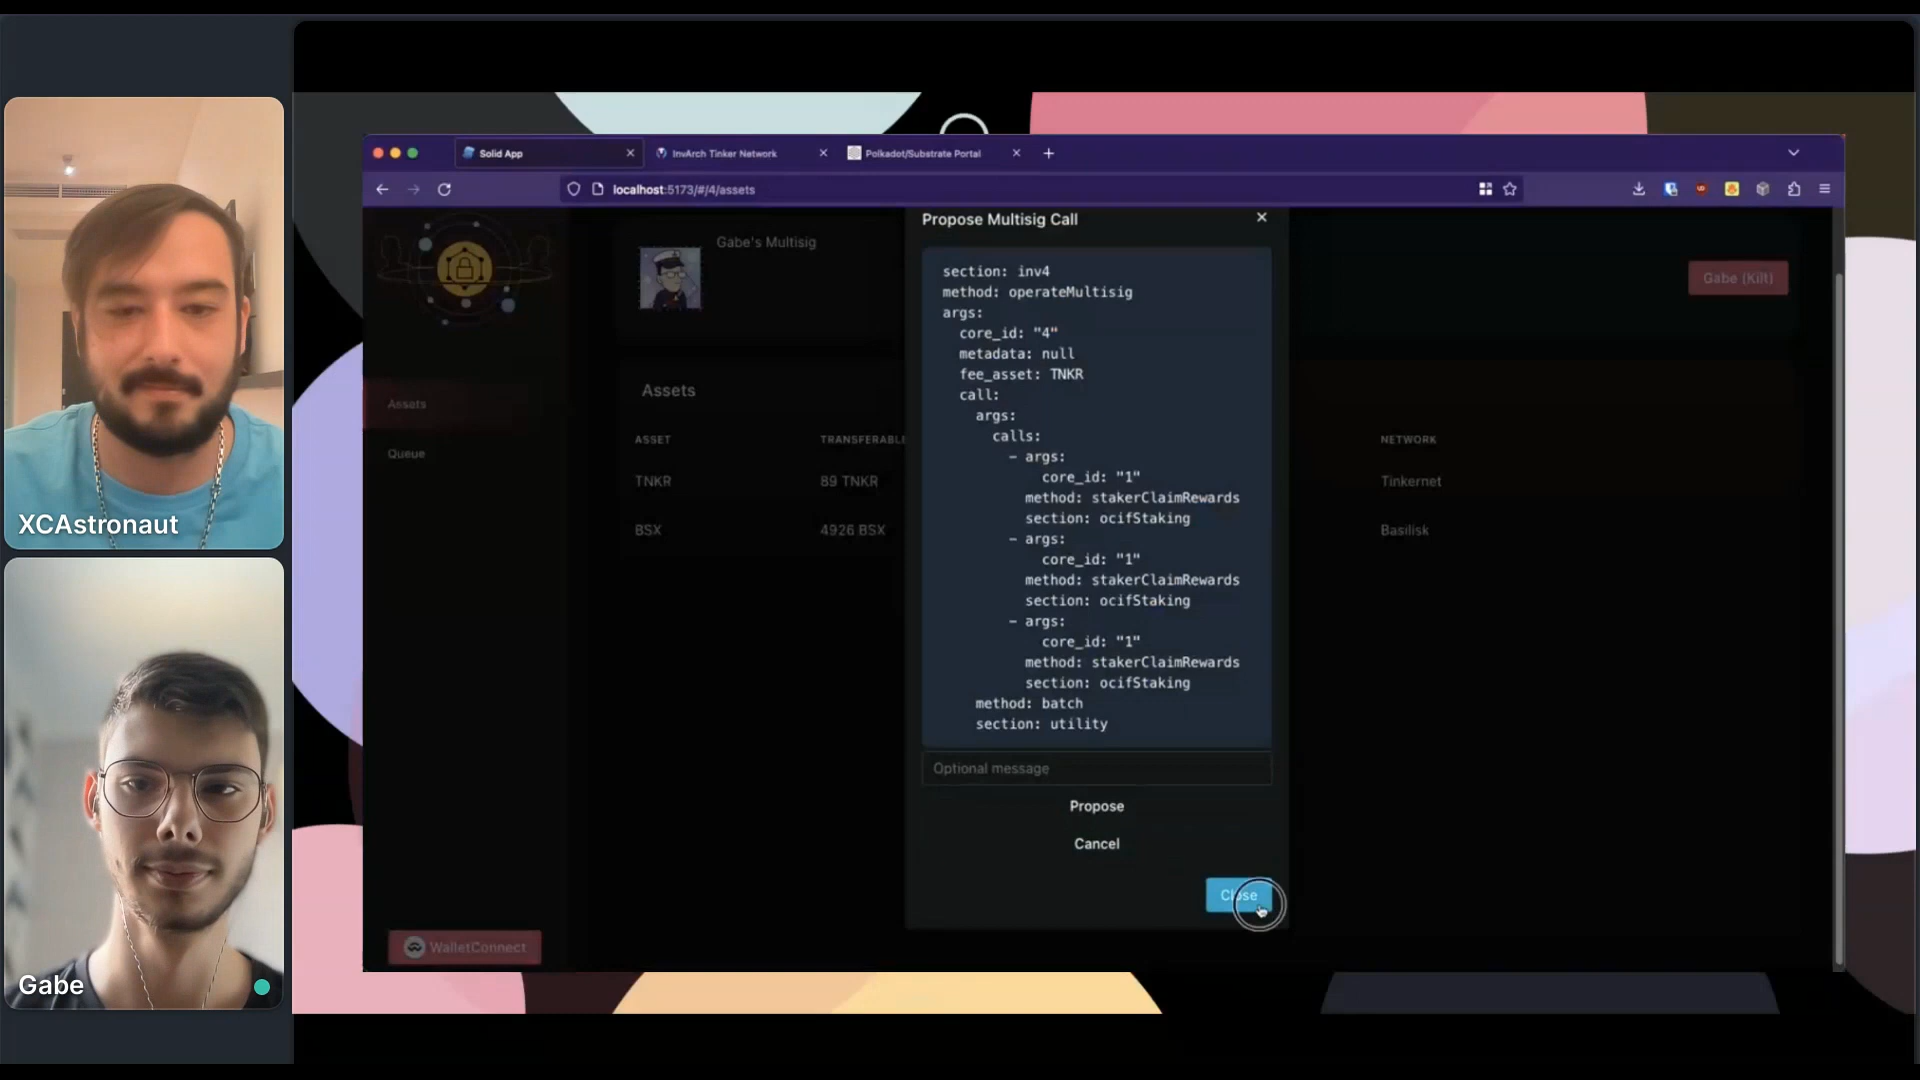 XCAstronaut
Gabe
Solid App
InvArch Tinker Network
Polkadot/Substrate Portal
localhost:5173/#/4/assets
Gabe's Multisig
Gabe (Kilt)
Assets
Queue
WalletConnect
Assets
ASSET
TRANSFERABLE
NETWORK
TNKR
89 TNKR
Tinkernet
BSX
4926 BSX
Basilisk
Propose Multisig Call
section: inv4
method: operateMultisig
args:
core_id: "4"
metadata: null
fee_asset: TNKR
call:
args:
calls:
- args:
core_id: "1"
method: stakerClaimRewards
section: ocifStaking
- args:
core_id: "1"
method: stakerClaimRewards
section: ocifStaking
- args:
core_id: "1"
method: stakerClaimRewards
section: ocifStaking
method: batch
section: utility
Optional message
Propose
Cancel
Close